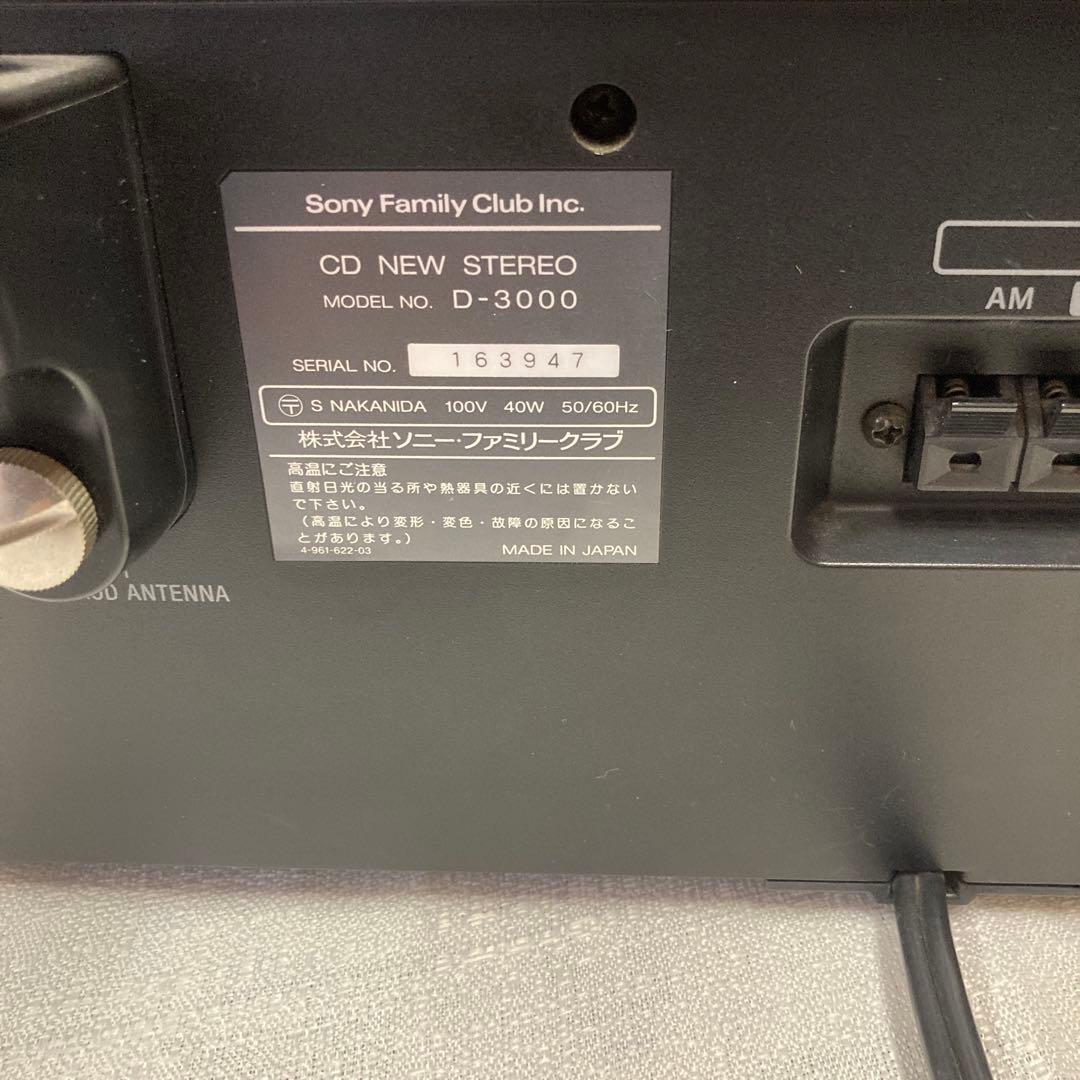 Sony Family Club Inc.
CD NEW STEREO
MODEL NO. D-3000
SERIAL NO. 163947
〒 S NAKANIDA 100V 40W 50/60Hz
株式会社ソニー・ファミリークラブ
高温にご注意
直射日光の当る所や熱器具の近くには置かない
で下さい。
(高温により変形・変色・故障の原因になるこ
とがあります。)
4-961-622-03 MADE IN JAPAN
AM
ANTENNA